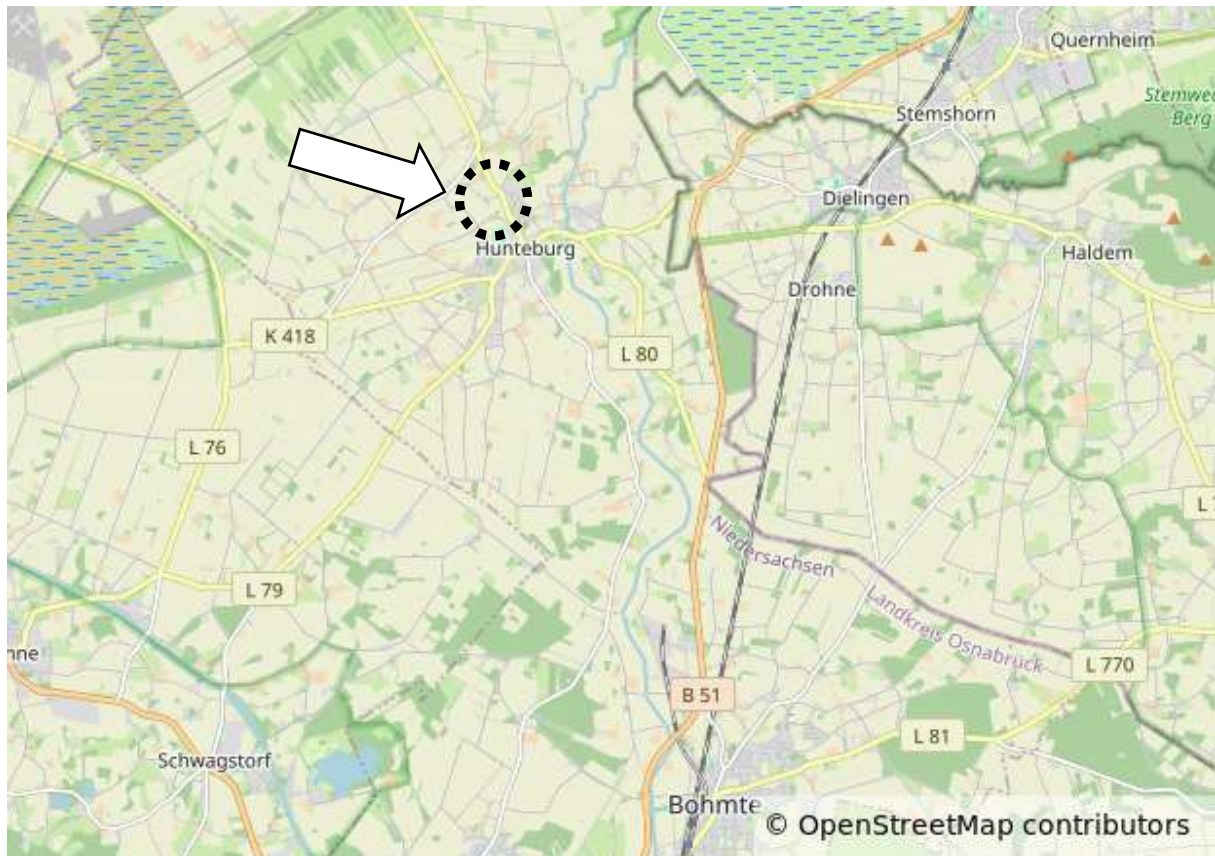 Quernheim
Stemwe
Berg
Stemshorn
Dielingen
Hunteburg
Haldem
Drohne
K 418
L 80
L 76
L
Niedersachsen
Landkreis Osnabrück
L 79
nne
L 770
B 51
L 81
Schwagstorf
Bohmte
© OpenStreetMap contributors